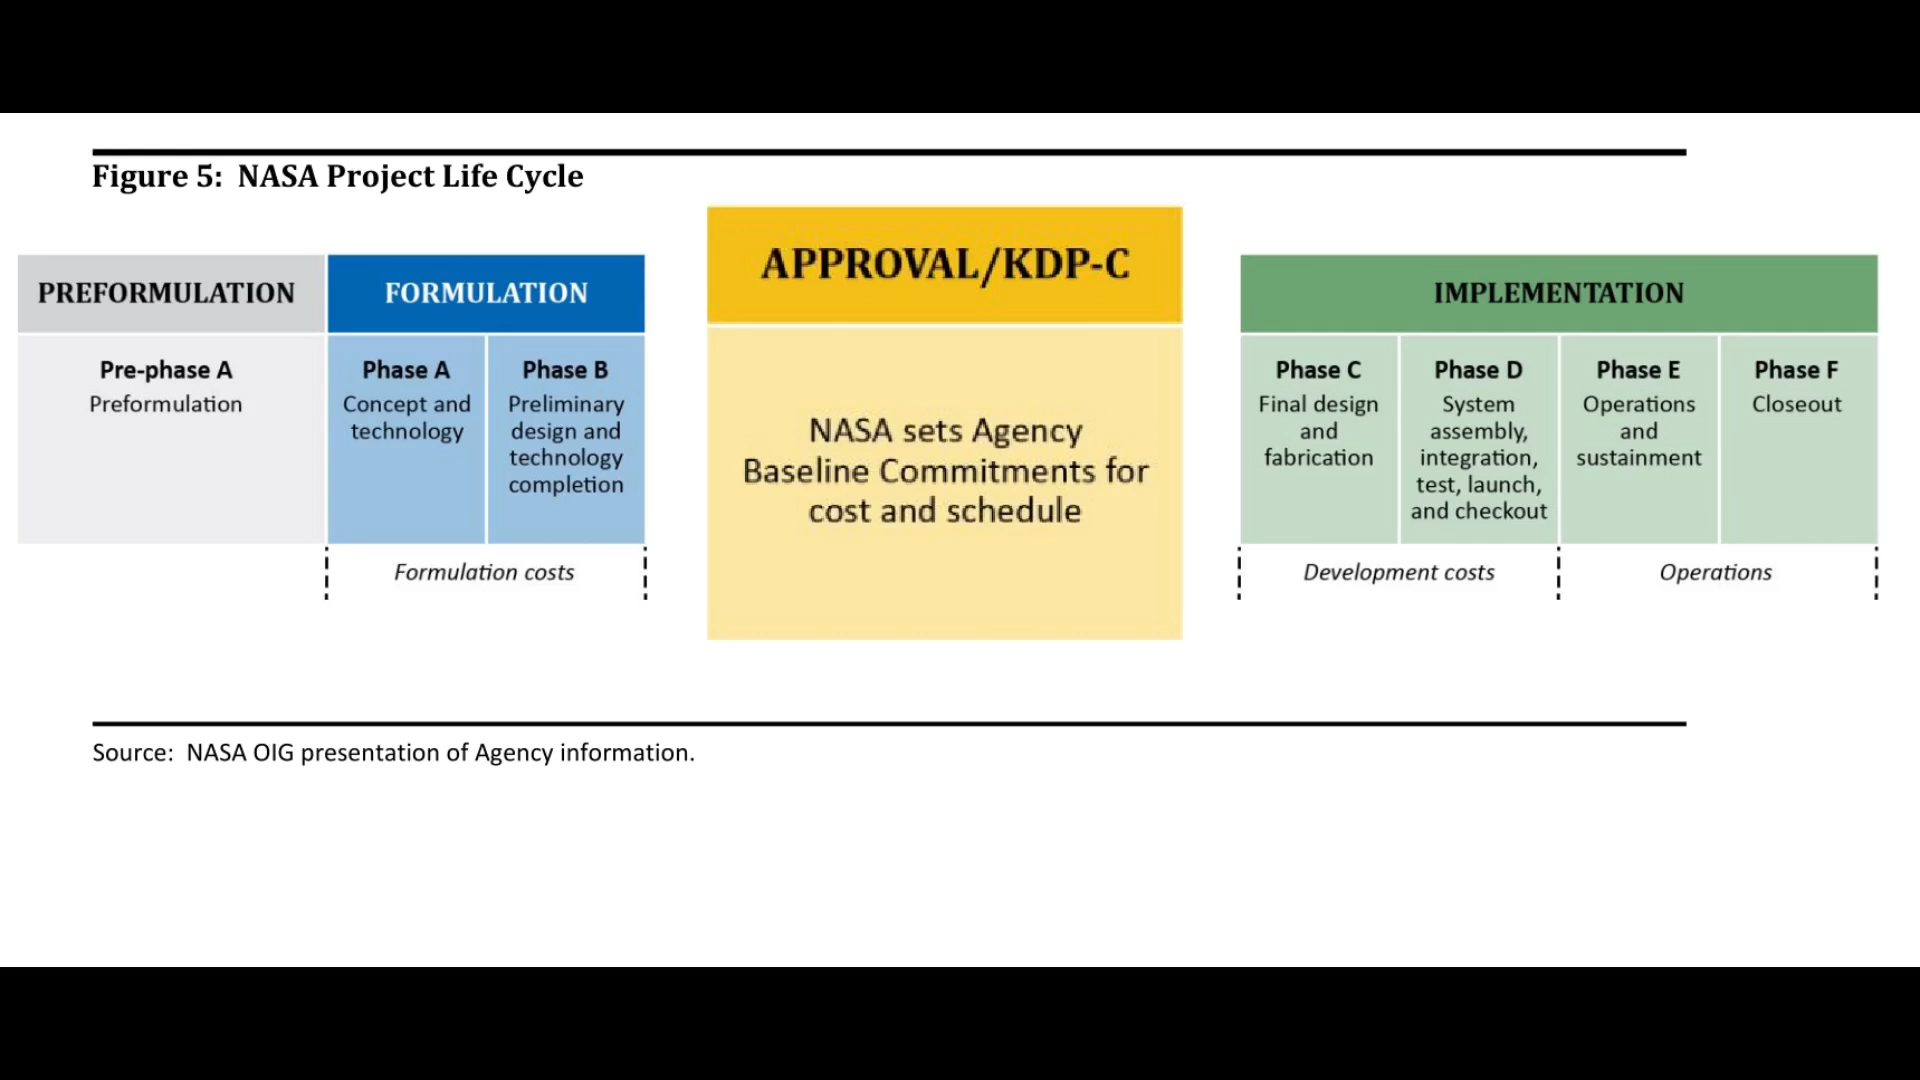 Figure 5:  NASA Project Life Cycle
PREFORMULATION
Pre-phase A
Preformulation
FORMULATION
Phase A
Concept and
technology
Phase B
Preliminary
design and
technology
completion
Formulation costs
APPROVAL/KDP-C
NASA sets Agency
Baseline Commitments for
cost and schedule
IMPLEMENTATION
Phase C
Final design
and
fabrication
Phase D
System
assembly,
integration,
test, launch,
and checkout
Phase E
Operations
and
sustainment
Phase F
Closeout
Development costs
Operations
Source:  NASA OIG presentation of Agency information.